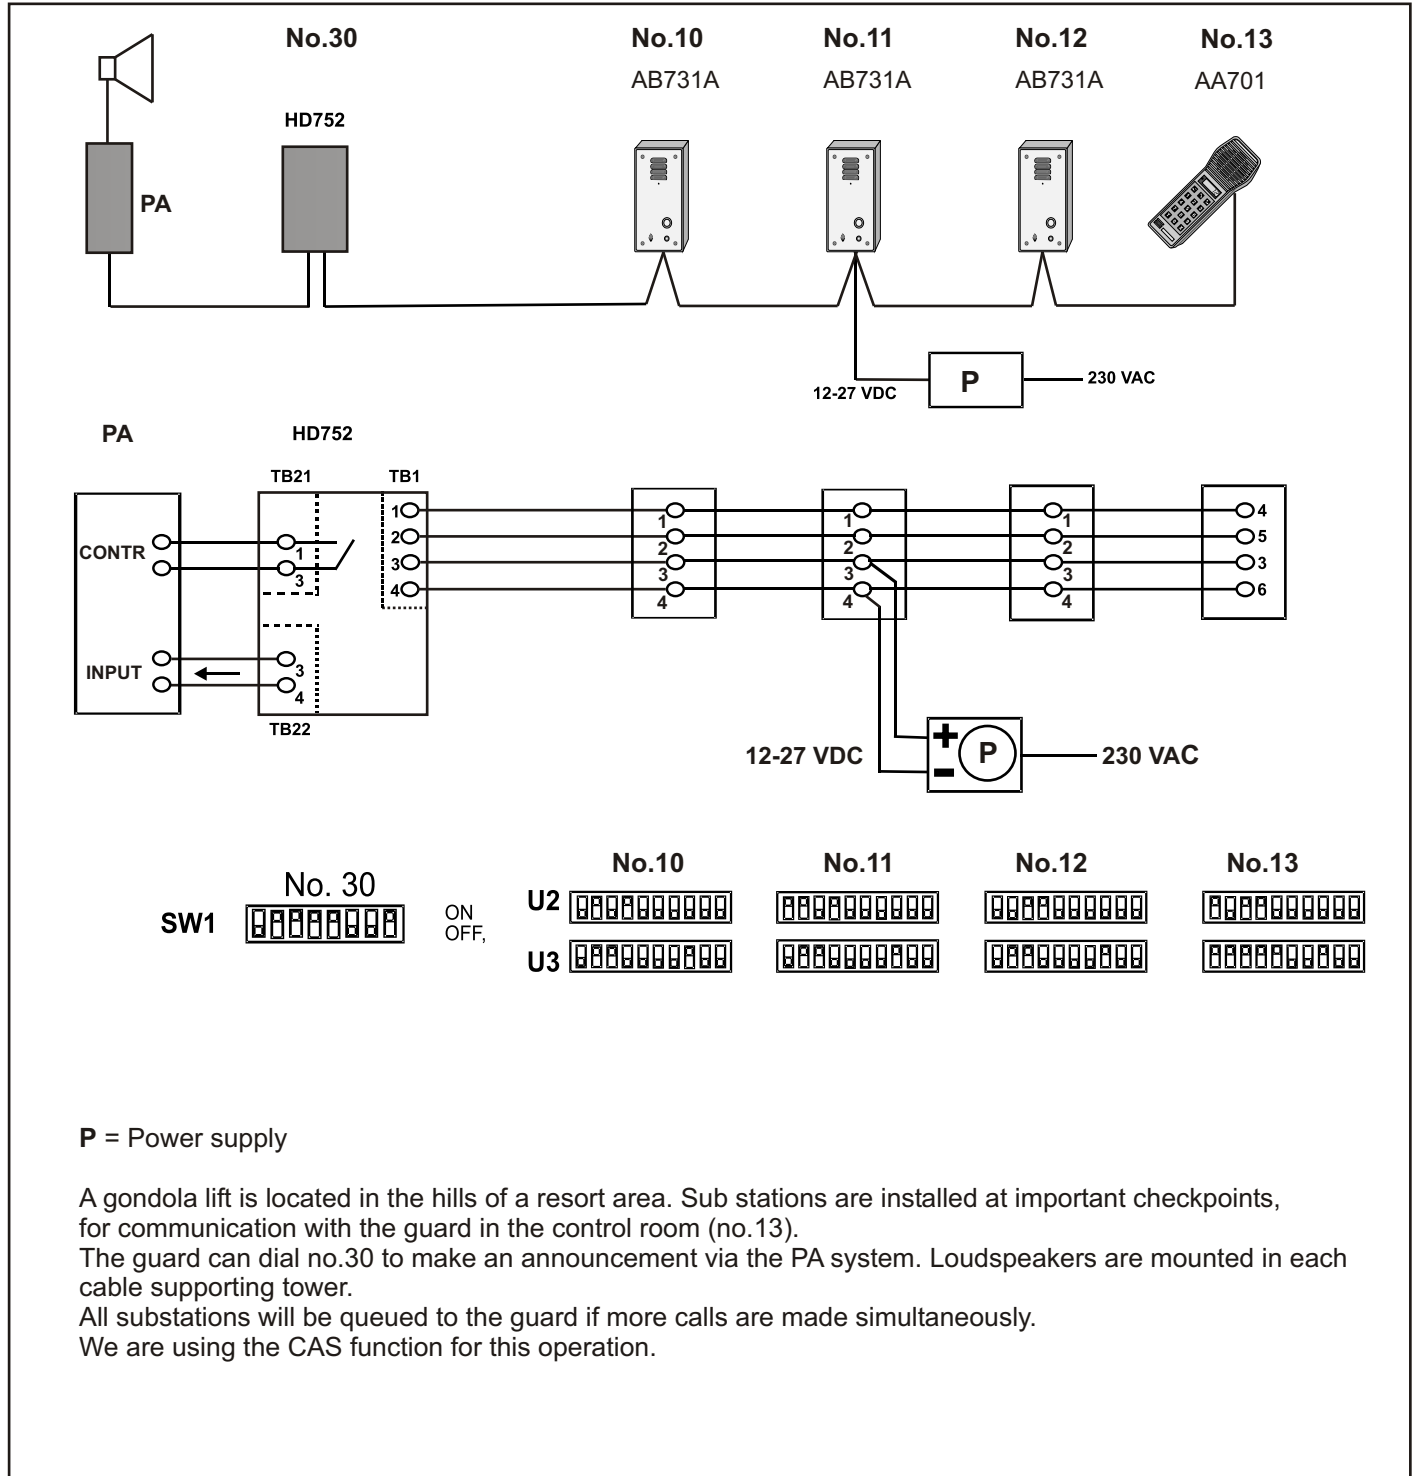 No.30 No.10 No.11 No.12 No.13
AB731A AB731A AB731A AA701
HD752
PA
P
12-27 VDC
230 VAC
PA HD752
TB21 TB1
1 1 1 1 4
CONTR 1 2 2 2 2 5
3 3 3 3 3 3
4 4 4 4 6
INPUT 3
4
TB22
12-27 VDC + P 230 VAC
-
No.10 No.11 No.12 No.13
No. 30
SW1 ON
OFF,
U2
U3
P = Power supply
A gondola lift is located in the hills of a resort area. Sub stations are installed at important checkpoints,
for communication with the guard in the control room (no.13).
The guard can dial no.30 to make an announcement via the PA system. Loudspeakers are mounted in each
cable supporting tower.
All substations will be queued to the guard if more calls are made simultaneously.
We are using the CAS function for this operation.